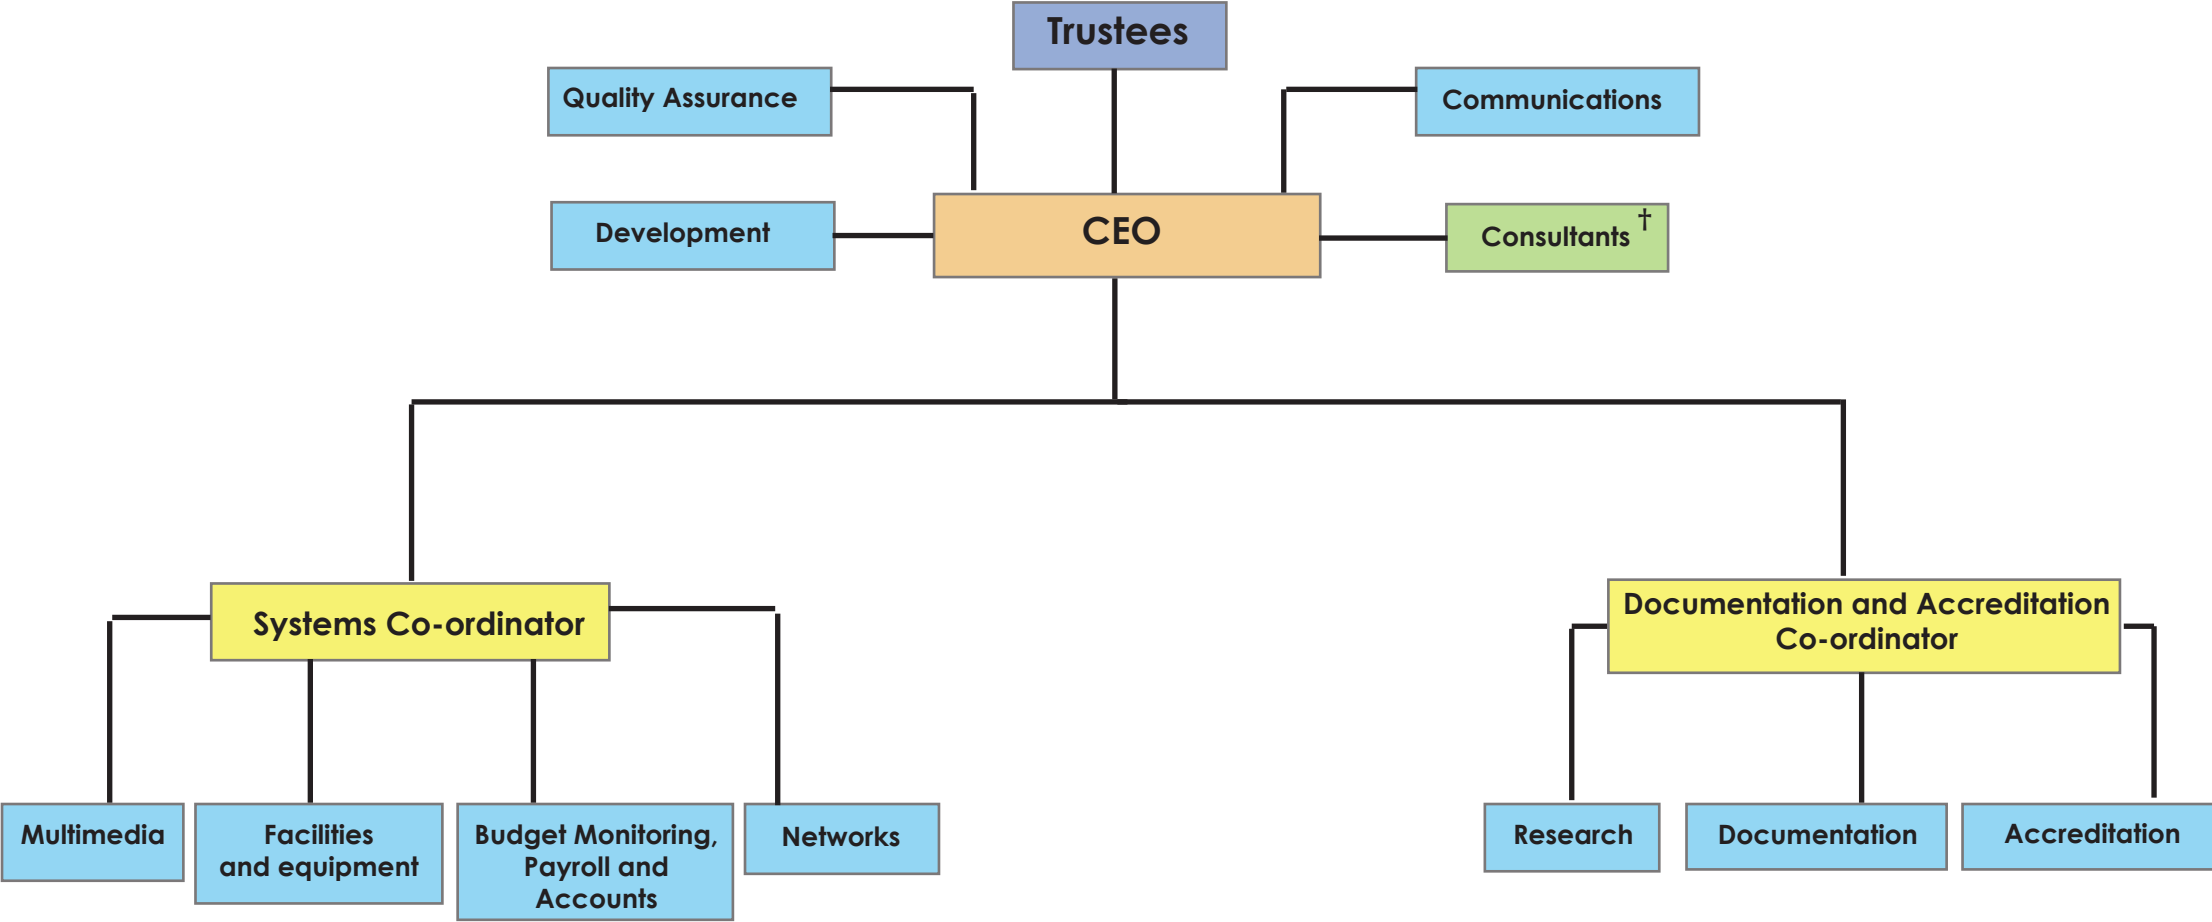 Trustees
Quality Assurance
Communications
Development
CEO
Consultants †
Systems Co-ordinator
Documentation and Accreditation
Co-ordinator
Multimedia
Facilities
and equipment
Budget Monitoring,
Payroll and
Accounts
Networks
Research
Documentation
Accreditation